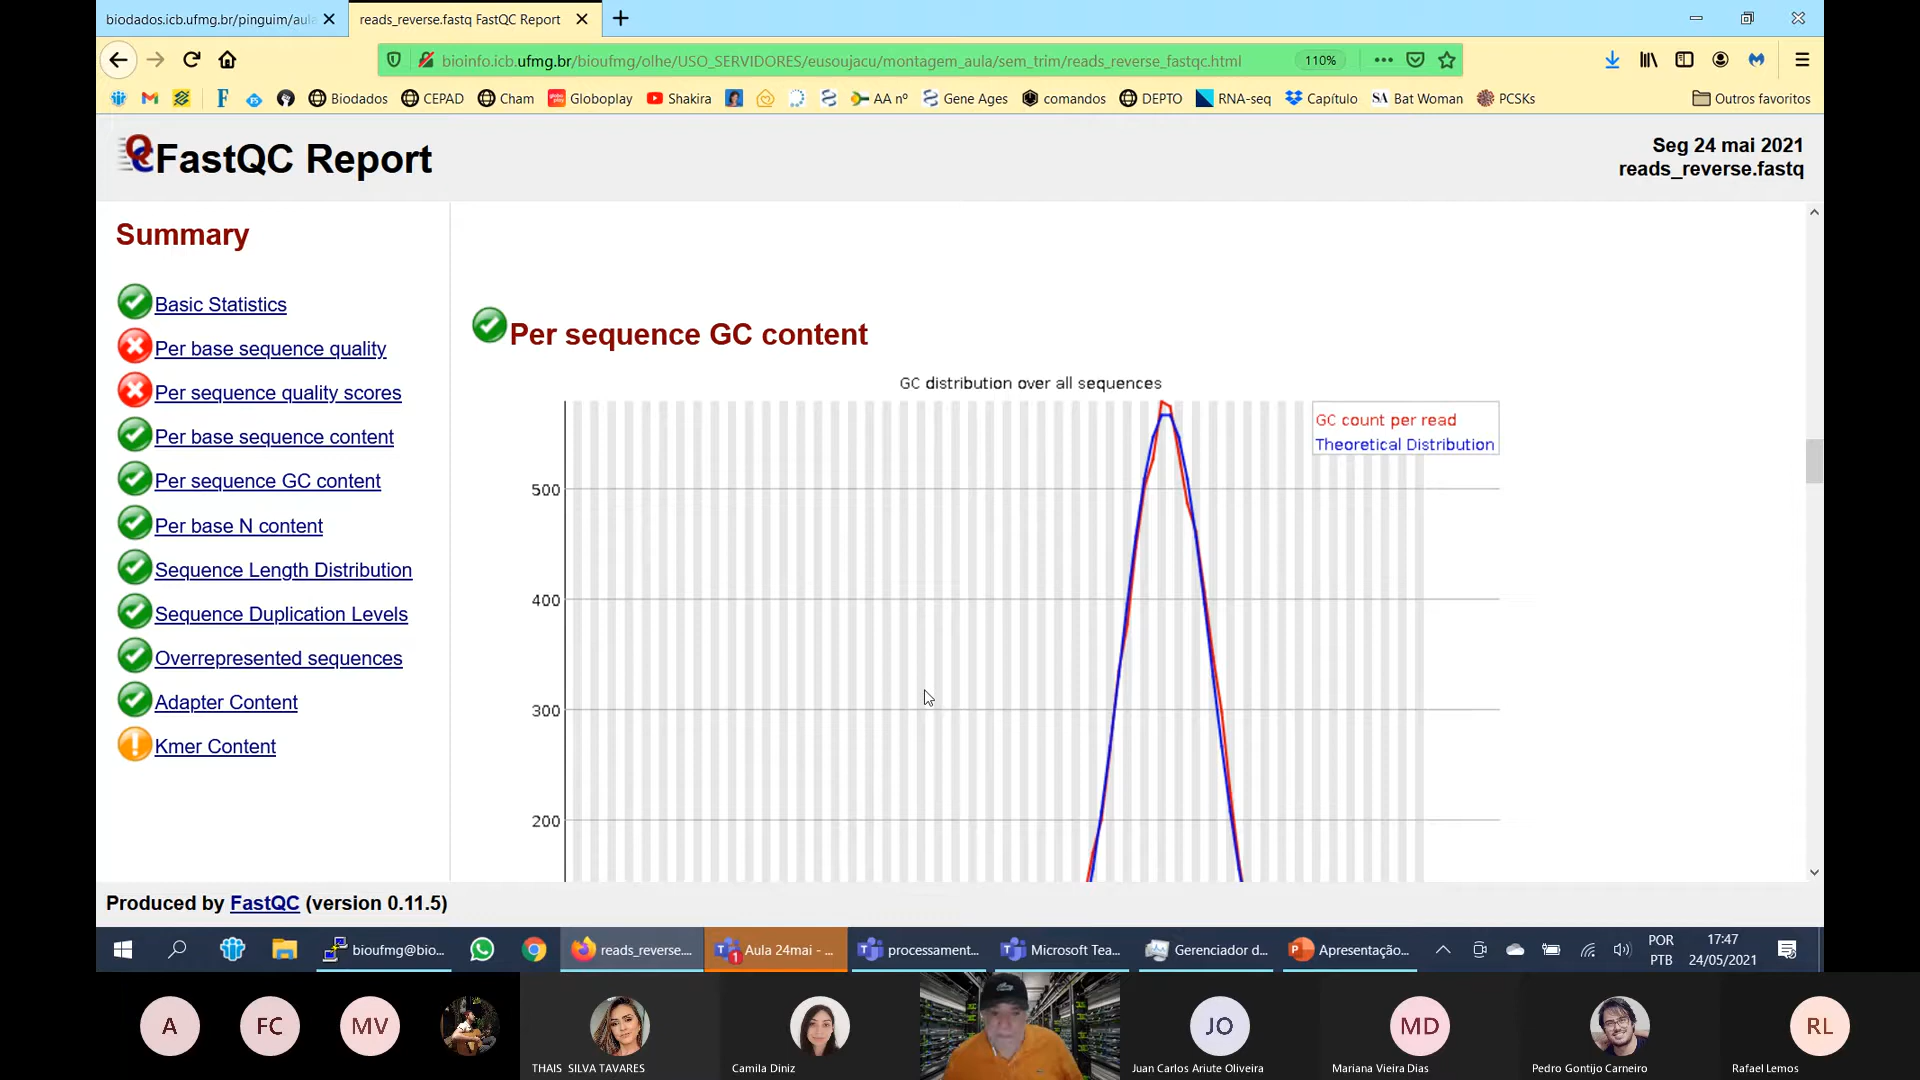 biodados.icb.ufmg.br/pinguim/aula
reads_reverse.fastq FastQC Report
bioinfo.icb.ufmg.br/bioufmg/olhe/USO_SERVIDORES/eusoujacu/montagem_aula/sem_trim/reads_reverse_fastqc.html
110%
Biodados
CEPAD
Cham
Globoplay
Shakira
AA nº
Gene Ages
comandos
DEPTO
RNA-seq
Capítulo
SA Bat Woman
PCSKs
Outros favoritos
FastQC Report
Seg 24 mai 2021
reads_reverse.fastq
Summary
Basic Statistics
Per base sequence quality
Per sequence quality scores
Per base sequence content
Per sequence GC content
Per base N content
Sequence Length Distribution
Sequence Duplication Levels
Overrepresented sequences
Adapter Content
Kmer Content
Per sequence GC content
GC distribution over all sequences
GC count per read
Theoretical Distribution
500
400
300
200
Produced by FastQC (version 0.11.5)
bioufmg@bio...
reads_reverse...
1
Aula 24mai - ...
processament...
Microsoft Tea...
Gerenciador d...
Apresentação...
POR
PTB
17:47
24/05/2021
A
FC
MV
THAIS SILVA TAVARES
Camila Diniz
JO
Juan Carlos Ariute Oliveira
MD
Mariana Vieira Dias
Pedro Gontijo Carneiro
RL
Rafael Lemos